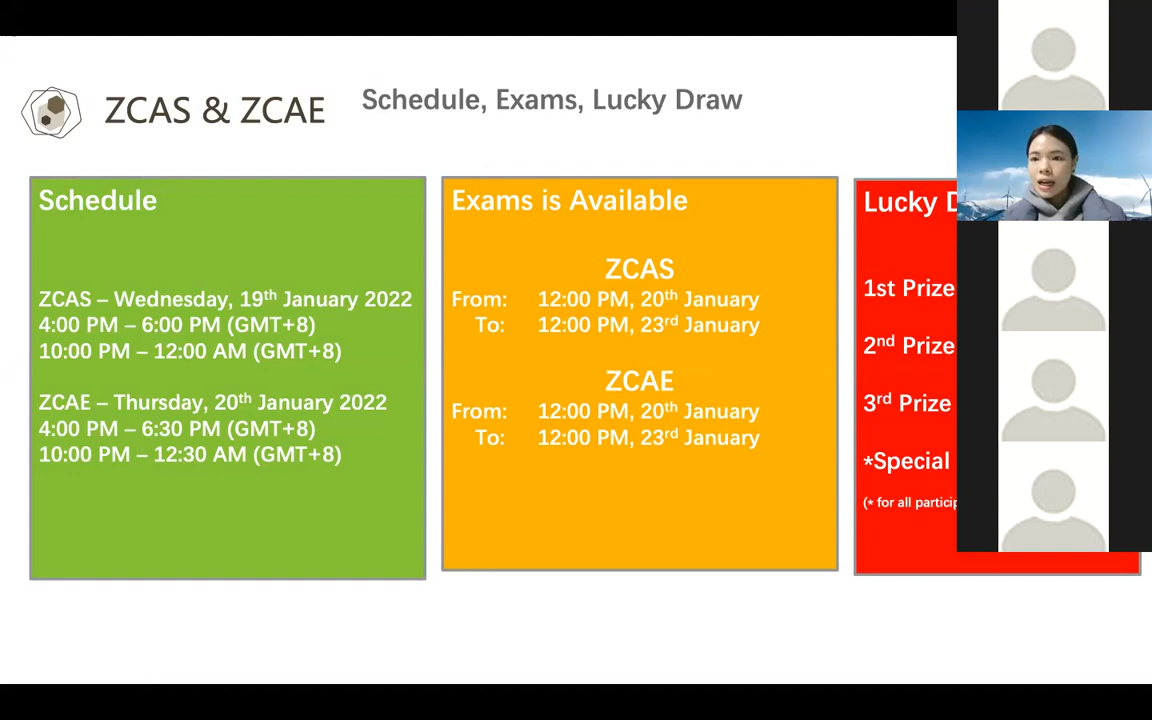 ZCAS & ZCAE
Schedule, Exams, Lucky Draw
Schedule
ZCAS – Wednesday, 19th January 2022
4:00 PM – 6:00 PM (GMT+8)
10:00 PM – 12:00 AM (GMT+8)
ZCAE – Thursday, 20th January 2022
4:00 PM – 6:30 PM (GMT+8)
10:00 PM – 12:30 AM (GMT+8)
Exams is Available
ZCAS
From: 12:00 PM, 20th January
To: 12:00 PM, 23rd January
ZCAE
From: 12:00 PM, 20th January
To: 12:00 PM, 23rd January
Lucky
1st Prize
2nd Prize
3rd Prize
*Special
(* for all